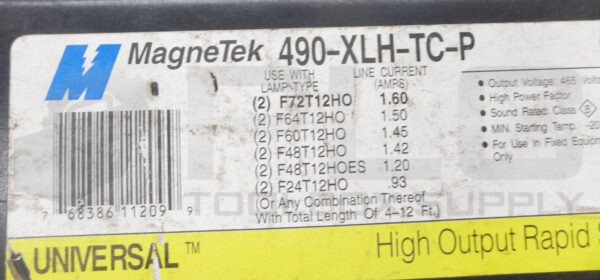 MagneTek 490-XLH-TC-P
USE WITH LINE CURRENT
LAMP TYPE (AMPS)
(2) F72T12HO 1.60
(2) F64T12HO 1.50
(2) F60T12HO 1.45
(2) F48T12HO 1.42
(2) F48T12HOES 1.20
(2) F24T12HO .93
(Or Any Combination Thereof
With Total Length Of 4-12 Ft.)
• Output Voltage: 465 Volts
• High Power Factor
• Sound Rated: Class B
• MIN. Starting Temp. -20
• For Use In Fixed Equipm
Only
7 68386 11209 9
UNIVERSAL™
High Output Rapid S